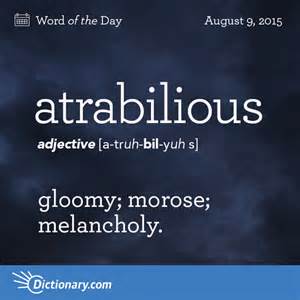 Word of the Day August 9, 2015
atrabilious
adjective [a-truh-bil-yuh s]
gloomy; morose;
melancholy.
Dictionary.com